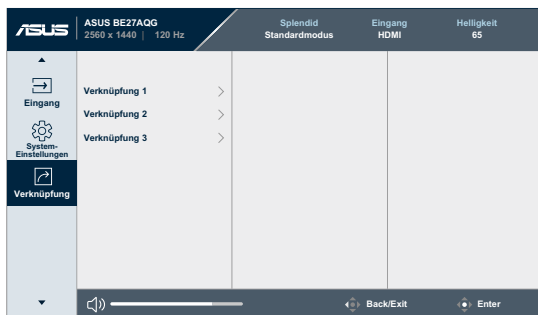 ASUS
ASUS BE27AQG
2560 x 1440 | 120 Hz
Splendid
Standardmodus
Eingang
HDMI
Helligkeit
65
Eingang
System-
Einstellungen
Verknüpfung
Verknüpfung 1
Verknüpfung 2
Verknüpfung 3
Back/Exit
Enter